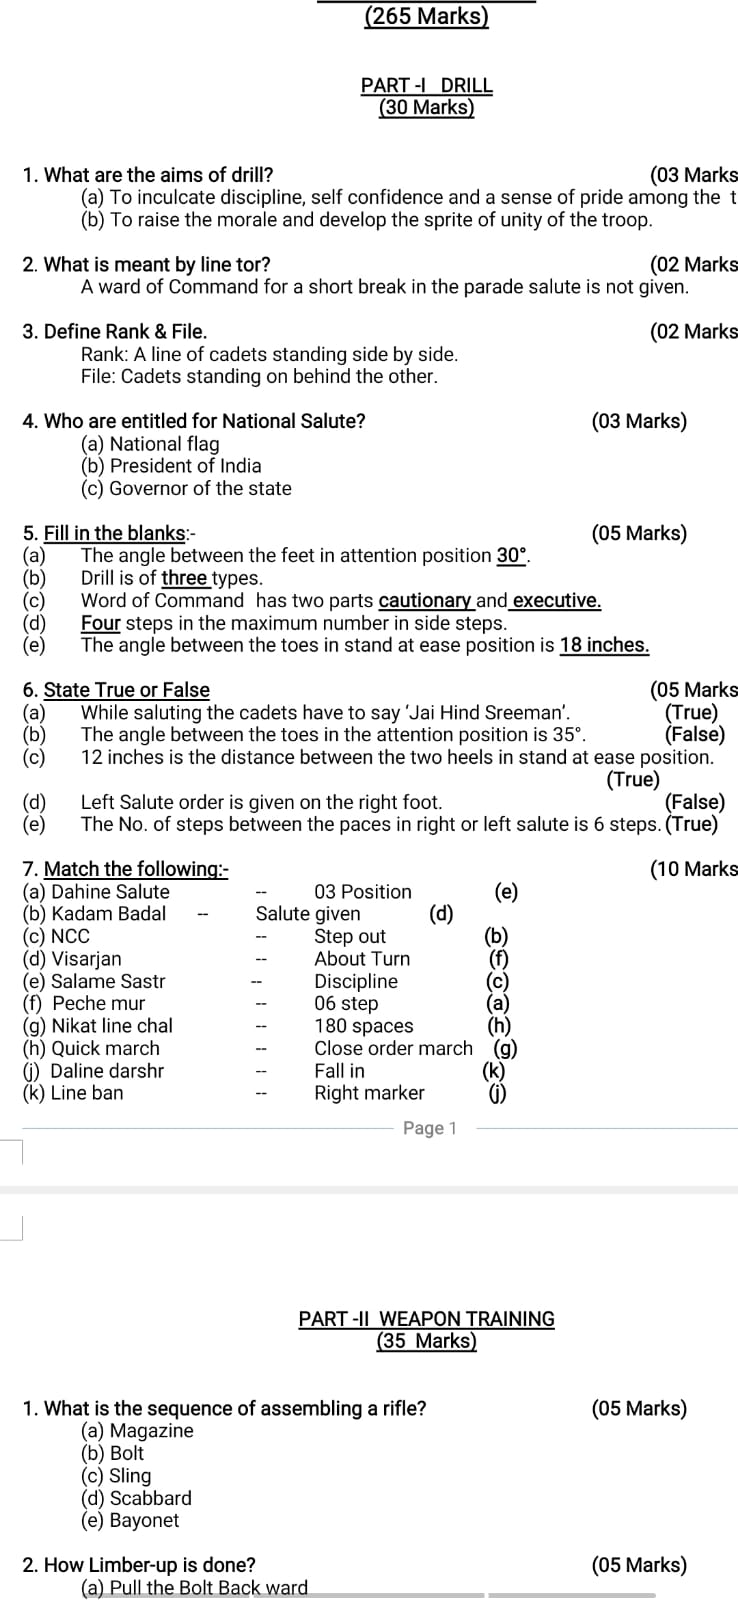 (265 Marks)
PART -I DRILL
(30 Marks)
1. What are the aims of drill? (03 Marks
(a) To inculcate discipline, self confidence and a sense of pride among the t
(b) To raise the morale and develop the sprite of unity of the troop.
2. What is meant by line tor? (02 Marks
A ward of Command for a short break in the parade salute is not given.
3. Define Rank & File. (02 Marks
Rank: A line of cadets standing side by side.
File: Cadets standing on behind the other.
4. Who are entitled for National Salute? (03 Marks)
(a) National flag
(b) President of India
(c) Governor of the state
5. Fill in the blanks:- (05 Marks)
(a) The angle between the feet in attention position 30°.
(b) Drill is of three types.
(c) Word of Command has two parts cautionary and executive.
(d) Four steps in the maximum number in side steps.
(e) The angle between the toes in stand at ease position is 18 inches.
6. State True or False (05 Marks
(a) While saluting the cadets have to say ‘Jai Hind Sreeman’. (True)
(b) The angle between the toes in the attention position is 35°. (False)
(c) 12 inches is the distance between the two heels in stand at ease position.
(True)
(d) Left Salute order is given on the right foot. (False)
(e) The No. of steps between the paces in right or left salute is 6 steps. (True)
7. Match the following:- (10 Marks
(a) Dahine Salute -- 03 Position (e)
(b) Kadam Badal -- Salute given (d)
(c) NCC -- Step out (b)
(d) Visarjan -- About Turn (f)
(e) Salame Sastr -- Discipline (c)
(f) Peche mur -- 06 step (a)
(g) Nikat line chal -- 180 spaces (h)
(h) Quick march -- Close order march (g)
(j) Daline darshr -- Fall in (k)
(k) Line ban -- Right marker (j)
Page 1
PART -II WEAPON TRAINING
(35 Marks)
1. What is the sequence of assembling a rifle? (05 Marks)
(a) Magazine
(b) Bolt
(c) Sling
(d) Scabbard
(e) Bayonet
2. How Limber-up is done? (05 Marks)
(a) Pull the Bolt Back ward